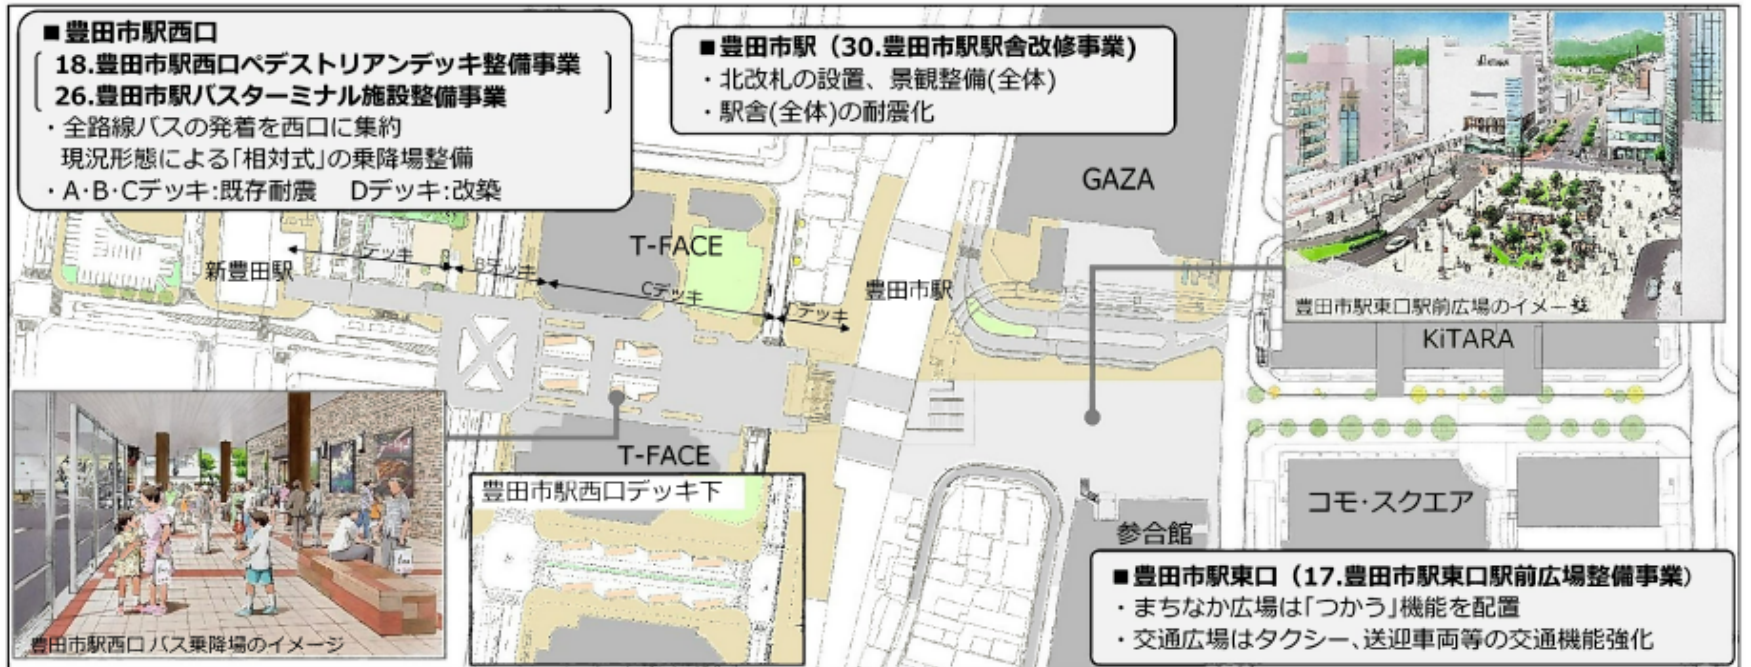 ■豊田市駅西口
18.豊田市駅西口ペデストリアンデッキ整備事業
26.豊田市駅バスターミナル施設整備事業
・全路線バスの発着を西口に集約
現況形態による「相対式」の乗降場整備
・A・B・Cデッキ:既存耐震　Dデッキ:改築
■豊田市駅（30.豊田市駅駅舎改修事業)
・北改札の設置、景観整備(全体)
・駅舎(全体)の耐震化
GAZA
豊田市駅東口駅前広場のイメージ
KiTARA
T-FACE
新豊田駅
デッキ
Bデッキ
Cデッキ
デッキ
豊田市駅
T-FACE
豊田市駅西口デッキ下
豊田市駅西口 バス乗降場のイメージ
コモ・スクエア
参合館
■豊田市駅東口（17.豊田市駅東口駅前広場整備事業）
・まちなか広場は「つかう」機能を配置
・交通広場はタクシー、送迎車両等の交通機能強化